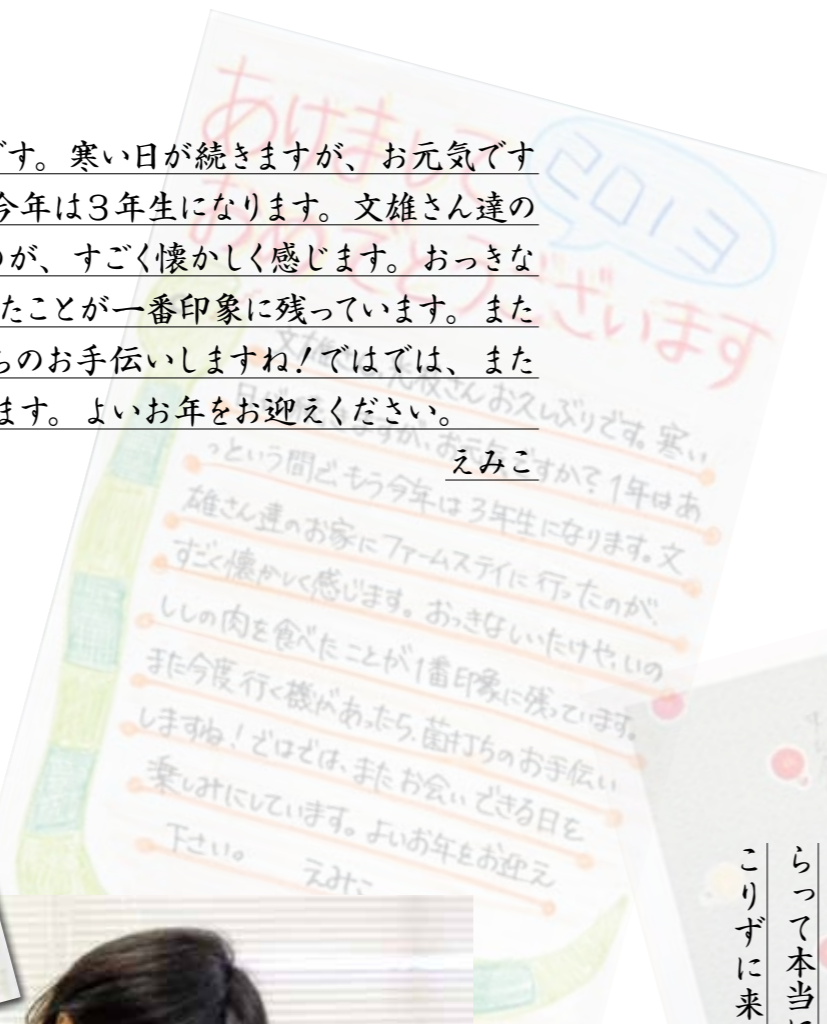 です。寒い日が続きますが、お元気です
今年は３年生になります。文雄さん達の
のが、すごく懐かしく感じます。おっきな
たことが一番印象に残っています。また
ちのお手伝いしますね！ではでは、また
ます。よいお年をお迎えください。
えみこ
あけまして
おめでとうございます
2013
文雄さん、光枝さんお久しぶりです。寒い
日が続きますが、お元気ですか？1年はあ
っという間で、もう今年は３年生になります。文
雄さん達のお家にファームステイに行ったのが、
すごく懐かしく感じます。おっきなしいたけや、いの
ししの肉を食べたことが1番印象に残っています。
また今度行く機があったら、菌打ちのお手伝い
しますね！ではでは、またお会いできる日を
楽しみにしています。よいお年をお迎え
下さい。 えみこ
らって本当に
こりずに来